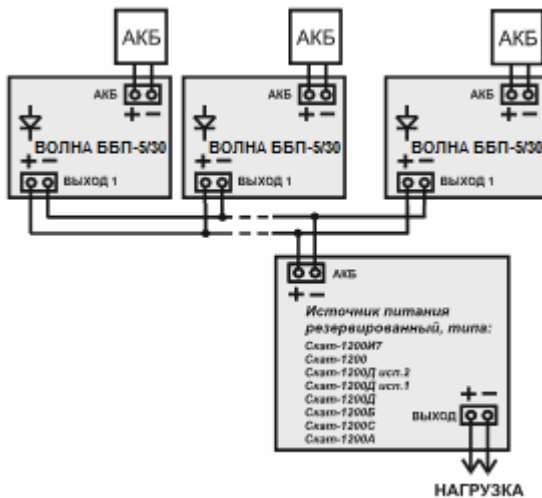 АКБ
АКБ
АКБ
АКБ
АКБ
АКБ
+ −
+ −
+ −
ВОЛНА ББП-5/30
ВОЛНА ББП-5/30
ВОЛНА ББП-5/30
+ −
+ −
+ −
ВЫХОД 1
ВЫХОД 1
ВЫХОД 1
АКБ
+ −
Источник питания
резервированный, типа:
Скат-1200И7
Скат-1200
Скат-1200Д исп.2
Скат-1200Д исп.1
Скат-1200Д
Скат-1200Б
Скат-1200С
Скат-1200А
+ −
ВЫХОД
НАГРУЗКА